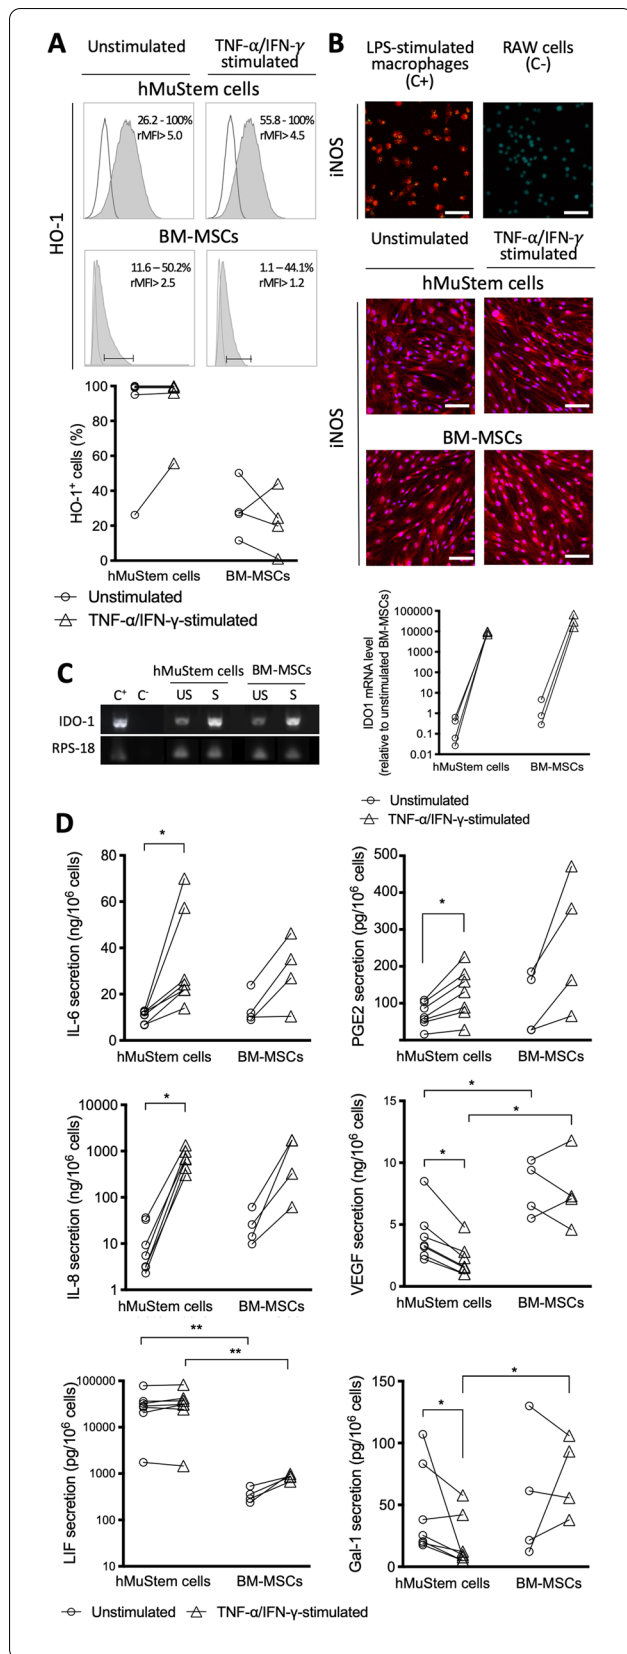 A
Unstimulated
TNF-α/IFN-γ
stimulated
hMuStem cells
26.2 - 100%
rMFI> 5.0
55.8 - 100%
rMFI> 4.5
HO-1
BM-MSCs
11.6 – 50.2%
rMFI> 2.5
1.1 – 44.1%
rMFI> 1.2
HO-1⁺ cells (%)
100
80
60
40
20
0
hMuStem cells
BM-MSCs
Unstimulated
TNF-α/IFN-γ-stimulated
B
LPS-stimulated
macrophages
(C+)
RAW cells
(C-)
iNOS
Unstimulated
TNF-α/IFN-γ
stimulated
hMuStem cells
iNOS
BM-MSCs
C
hMuStem cells
BM-MSCs
C⁺
C⁻
US
S
US
S
IDO-1
RPS-18
IDO1 mRNA level
(relative to unstimulated BM-MSCs)
100000
10000
1000
100
10
1
0.1
0.01
hMuStem cells
BM-MSCs
Unstimulated
TNF-α/IFN-γ-stimulated
D
IL-6 secretion (ng/10⁶ cells)
80
60
40
20
0
*
hMuStem cells
BM-MSCs
PGE2 secretion (pg/10⁶ cells)
500
400
300
200
100
*
hMuStem cells
BM-MSCs
IL-8 secretion (ng/10⁶ cells)
10000
1000
100
10
1
*
hMuStem cells
BM-MSCs
VEGF secretion (ng/10⁶ cells)
15
10
5
0
*
*
*
hMuStem cells
BM-MSCs
LIF secretion (pg/10⁶ cells)
100000
10000
1000
100
10
**
**
hMuStem cells
BM-MSCs
Gal-1 secretion (pg/10⁶ cells)
150
100
50
0
*
*
hMuStem cells
BM-MSCs
Unstimulated
TNF-α/IFN-γ-stimulated